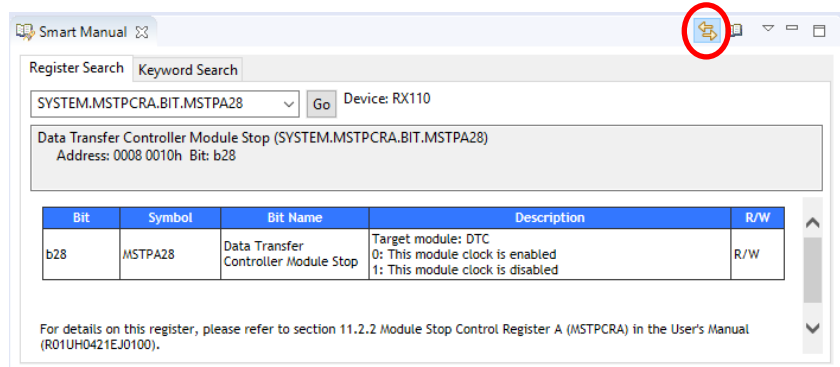 Smart Manual
Register Search Keyword Search
SYSTEM.MSTPCRA.BIT.MSTPA28 Go Device: RX110
Data Transfer Controller Module Stop (SYSTEM.MSTPCRA.BIT.MSTPA28)
Address: 0008 0010h Bit: b28
Bit Symbol Bit Name Description R/W
b28 MSTPA28 Data Transfer Controller Module Stop Target module: DTC
0: This module clock is enabled
1: This module clock is disabled R/W
For details on this register, please refer to section 11.2.2 Module Stop Control Register A (MSTPCRA) in the User's Manual
(R01UH0421EJ0100).